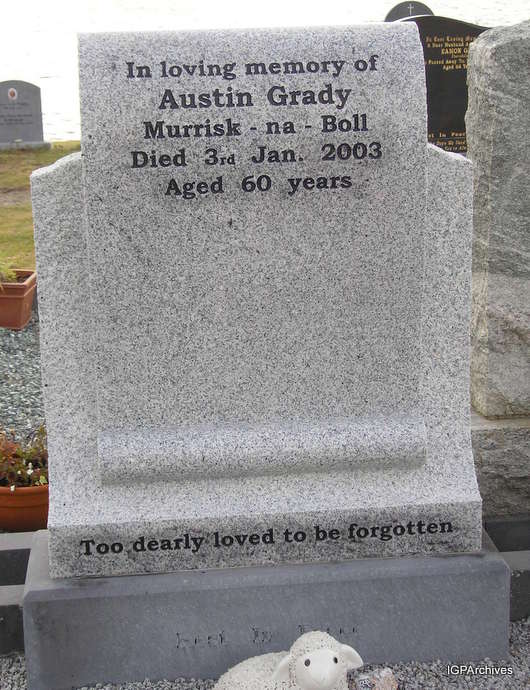 In loving memory of
Austin Grady
Murrisk - na - Boll
Died 3rd Jan. 2003
Aged 60 years
Too dearly loved to be forgotten
IGPArchives